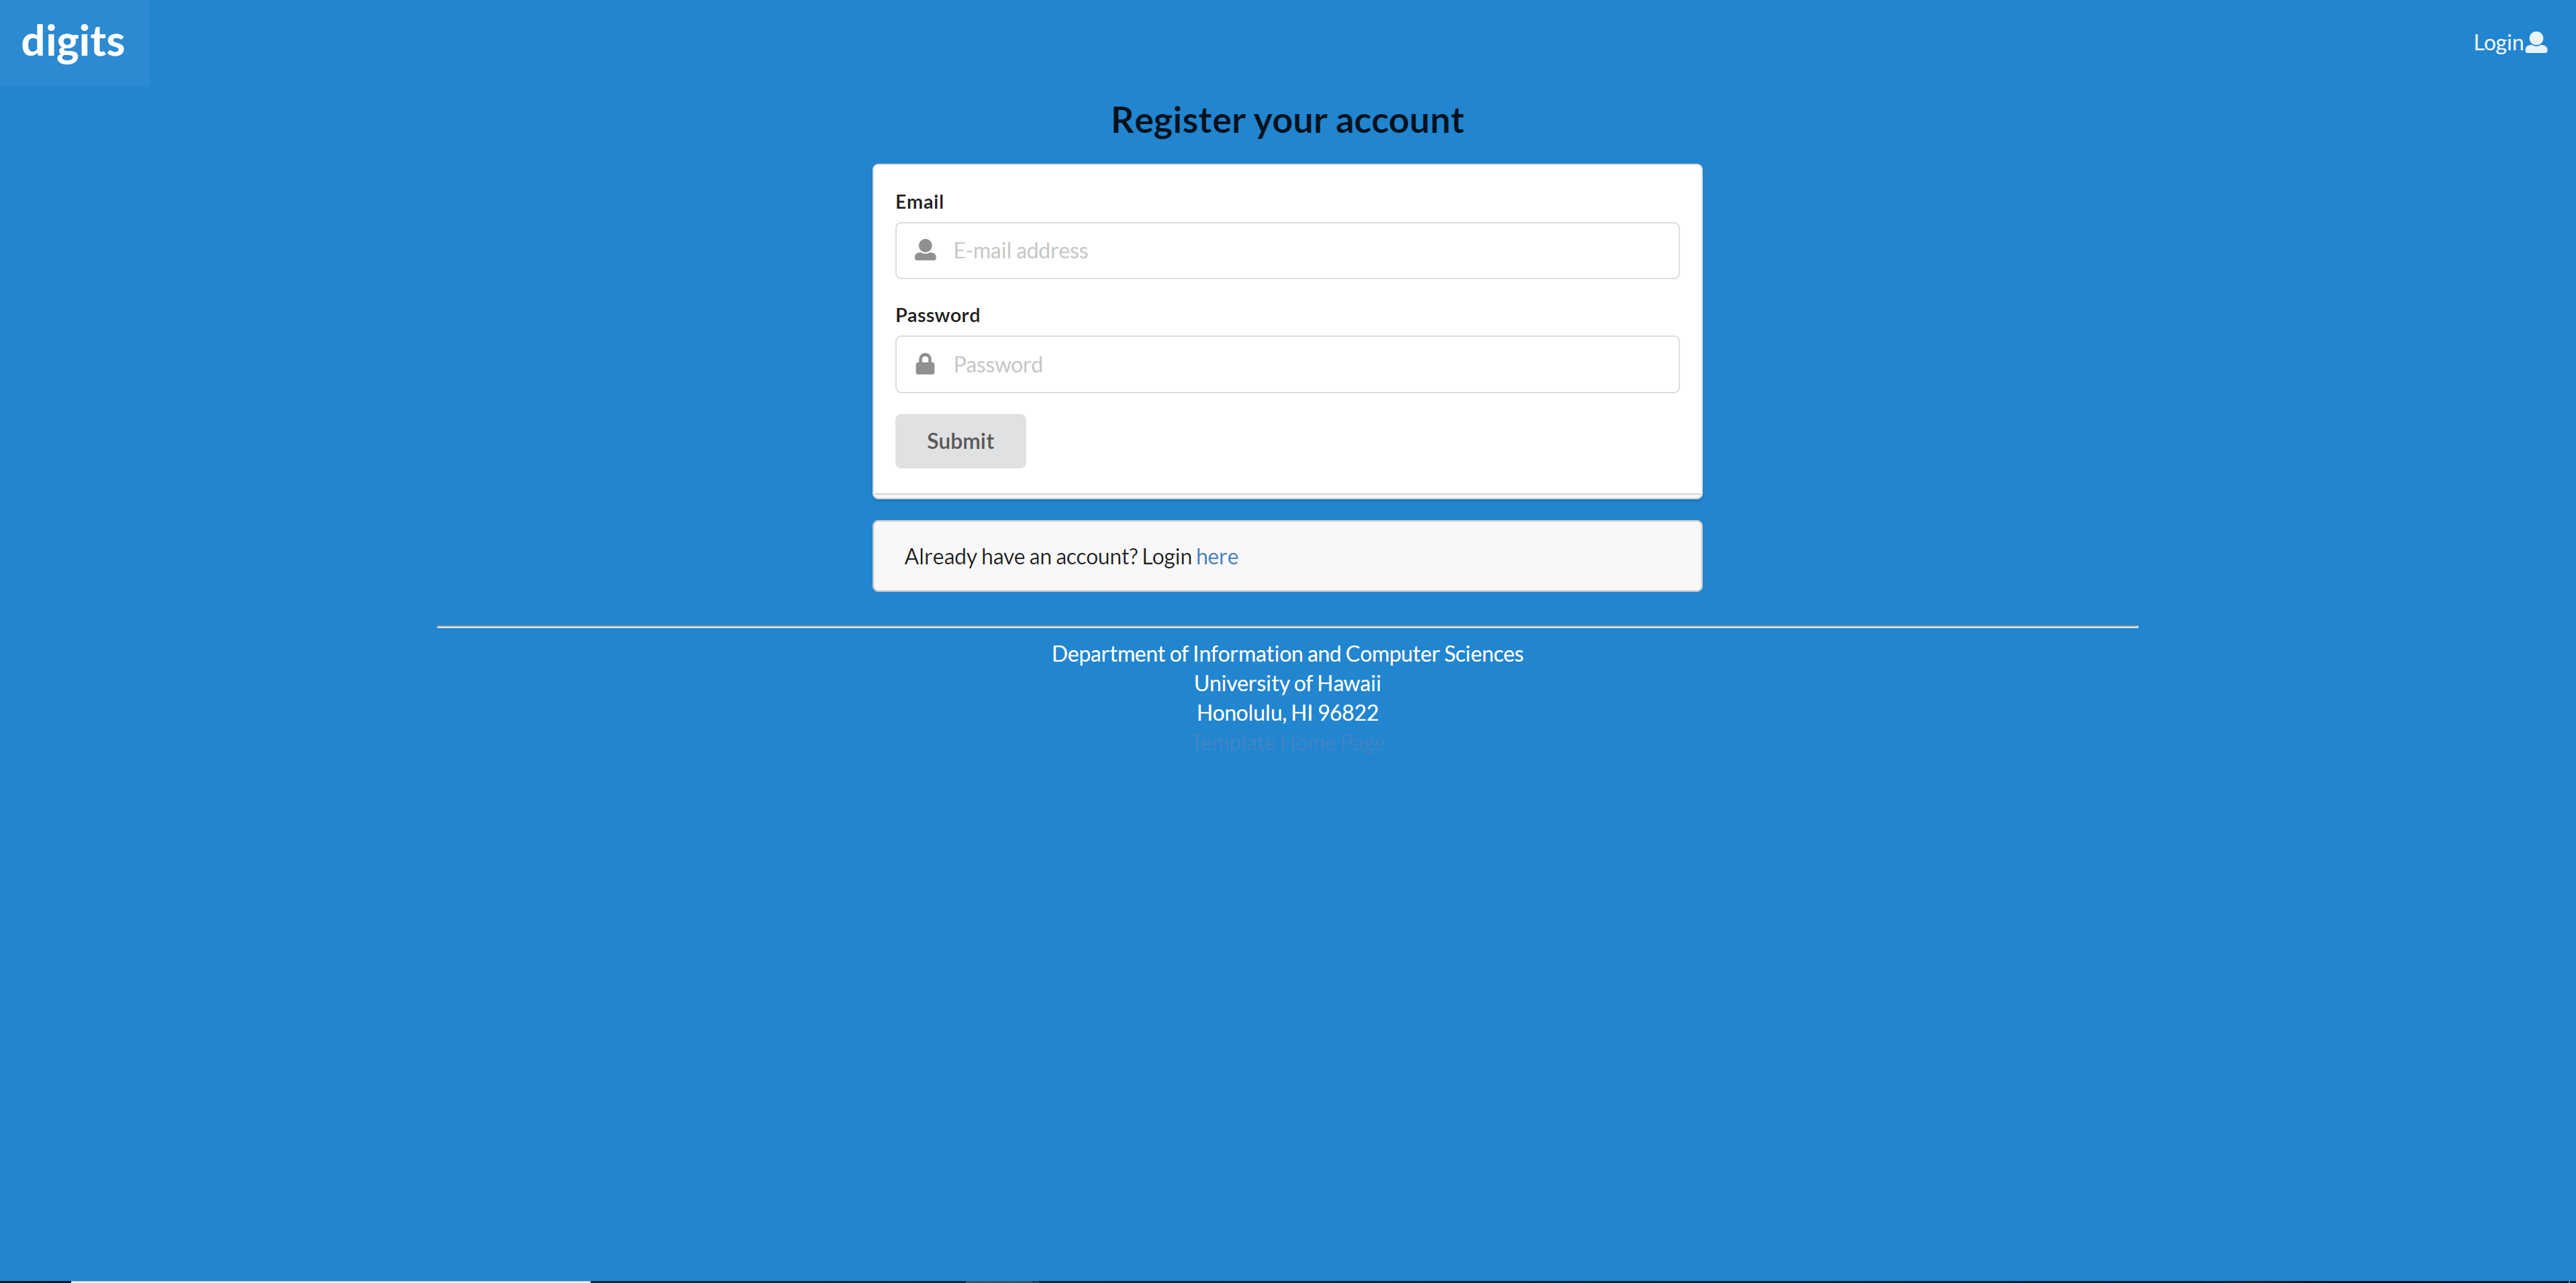 digits
Login
Register your account
Email
E-mail address
Password
Password
Submit
Already have an account? Login here
Department of Information and Computer Sciences
University of Hawaii
Honolulu, HI 96822
Template Home Page